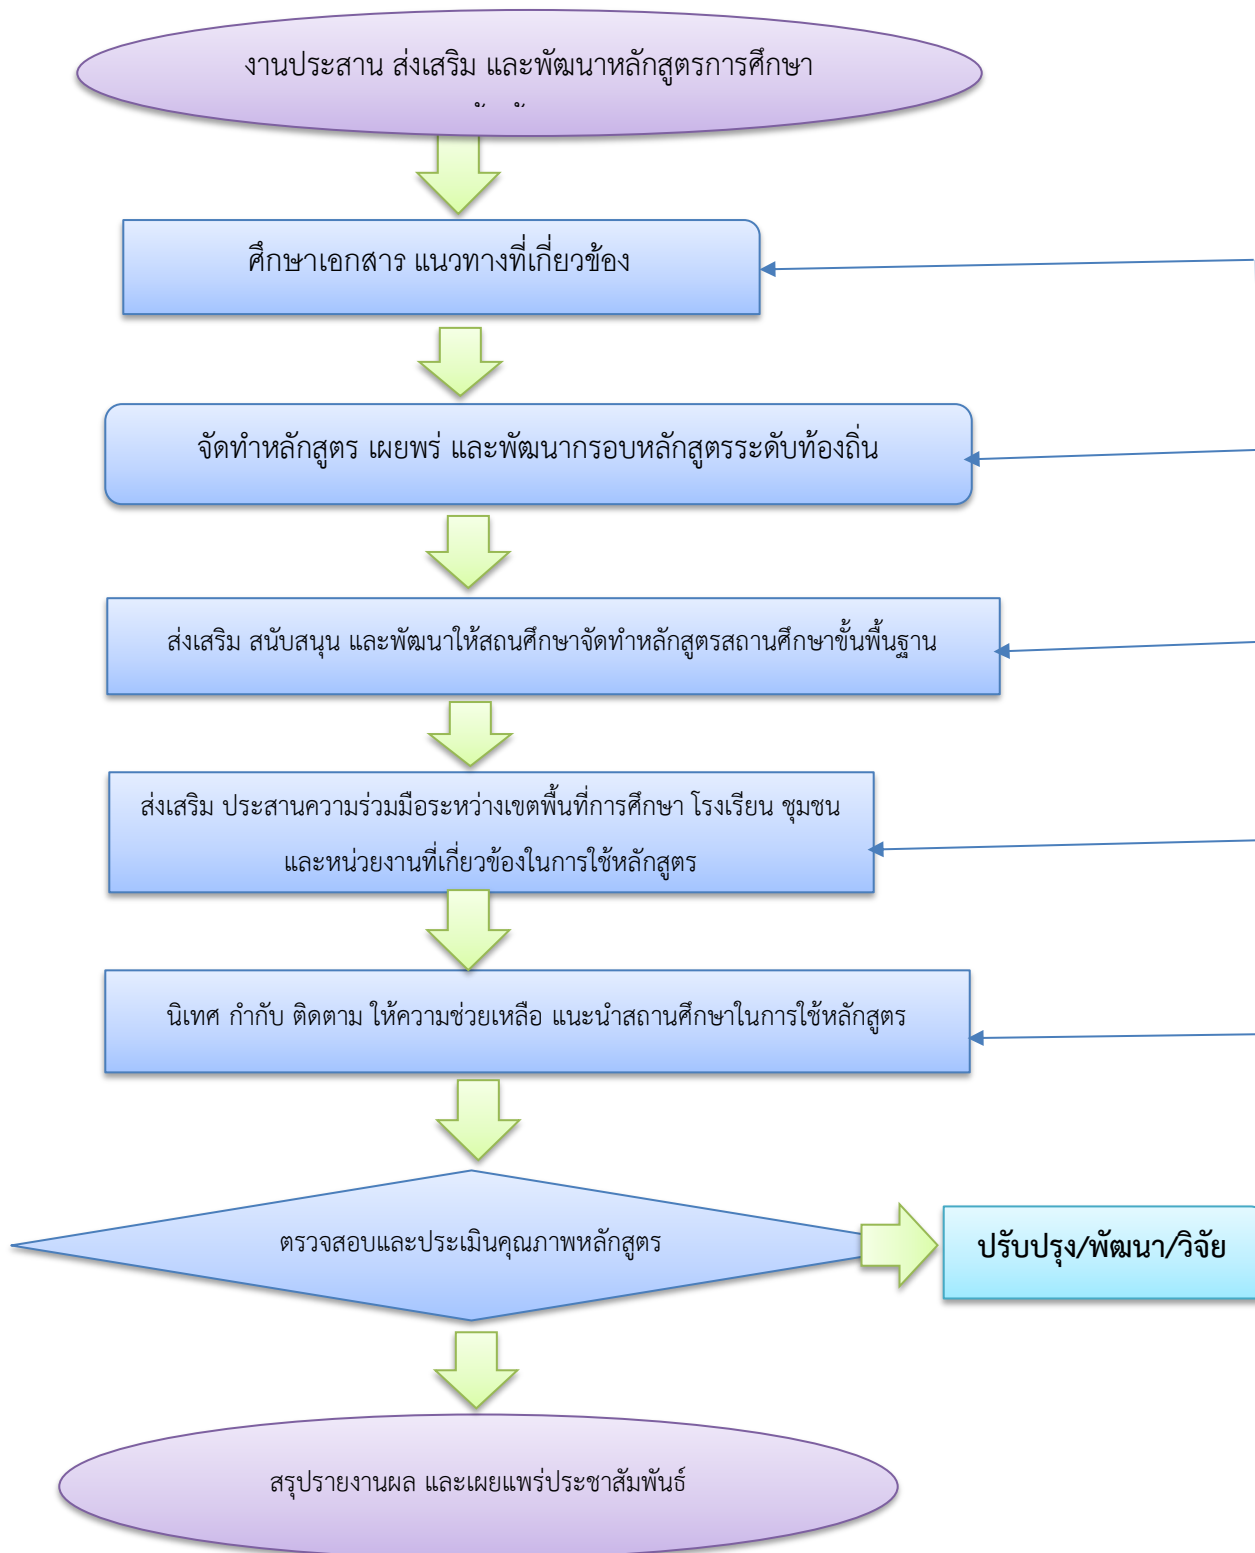 งานประสาน ส่งเสริม และพัฒนาหลักสูตรการศึกษา
ศึกษาเอกสาร แนวทางที่เกี่ยวข้อง
จัดทำหลักสูตร เผยพร่ และพัฒนากรอบหลักสูตรระดับท้องถิ่น
ส่งเสริม สนับสนุน และพัฒนาให้สถนศึกษาจัดทำหลักสูตรสถานศึกษาขั้นพื้นฐาน
ส่งเสริม ประสานความร่วมมือระหว่างเขตพื้นที่การศึกษา โรงเรียน ชุมชน
และหน่วยงานที่เกี่ยวข้องในการใช้หลักสูตร
นิเทศ กำกับ ติดตาม ให้ความช่วยเหลือ แนะนำสถานศึกษาในการใช้หลักสูตร
ตรวจสอบและประเมินคุณภาพหลักสูตร
ปรับปรุง/พัฒนา/วิจัย
สรุปรายงานผล และเผยแพร่ประชาสัมพันธ์